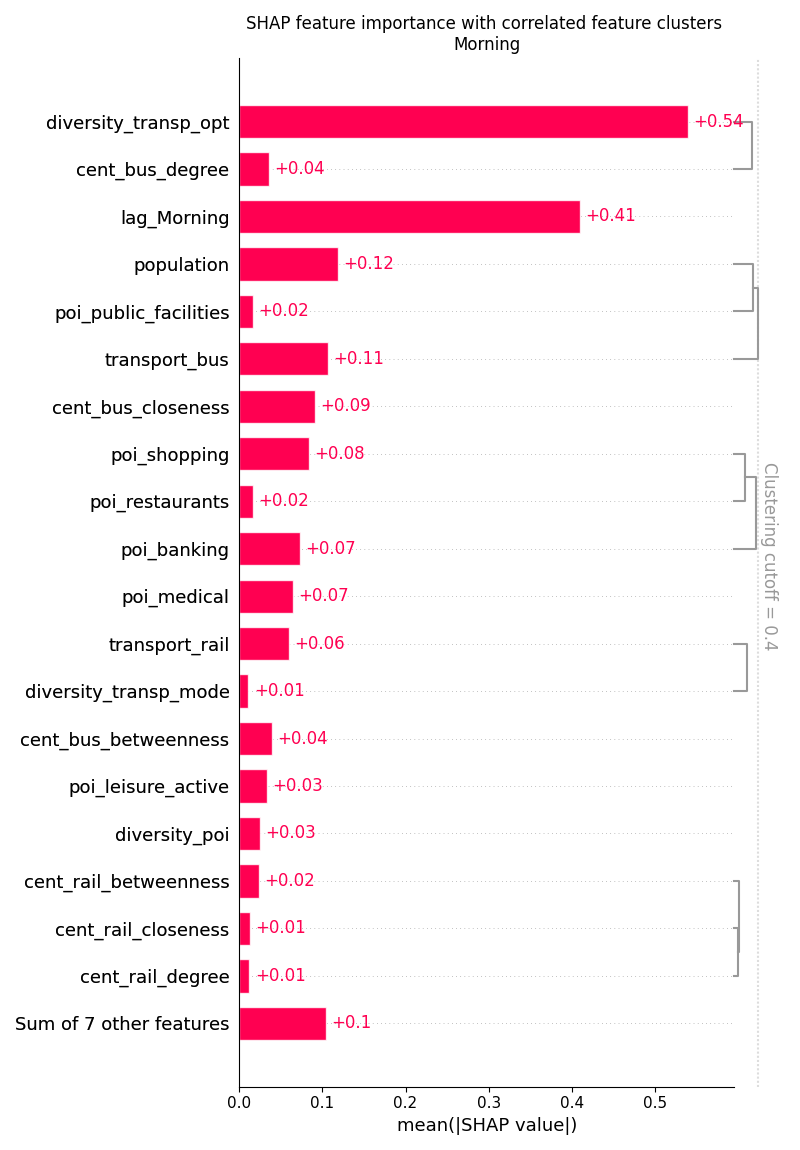 SHAP feature importance with correlated feature clusters
Morning
diversity_transp_opt +0.54
cent_bus_degree +0.04
lag_Morning +0.41
population +0.12
poi_public_facilities +0.02
transport_bus +0.11
cent_bus_closeness +0.09
poi_shopping +0.08
poi_restaurants +0.02
poi_banking +0.07
poi_medical +0.07
transport_rail +0.06
diversity_transp_mode +0.01
cent_bus_betweenness +0.04
poi_leisure_active +0.03
diversity_poi +0.03
cent_rail_betweenness +0.02
cent_rail_closeness +0.01
cent_rail_degree +0.01
Sum of 7 other features +0.1
Clustering cutoff = 0.4
0.0 0.1 0.2 0.3 0.4 0.5
mean(|SHAP value|)